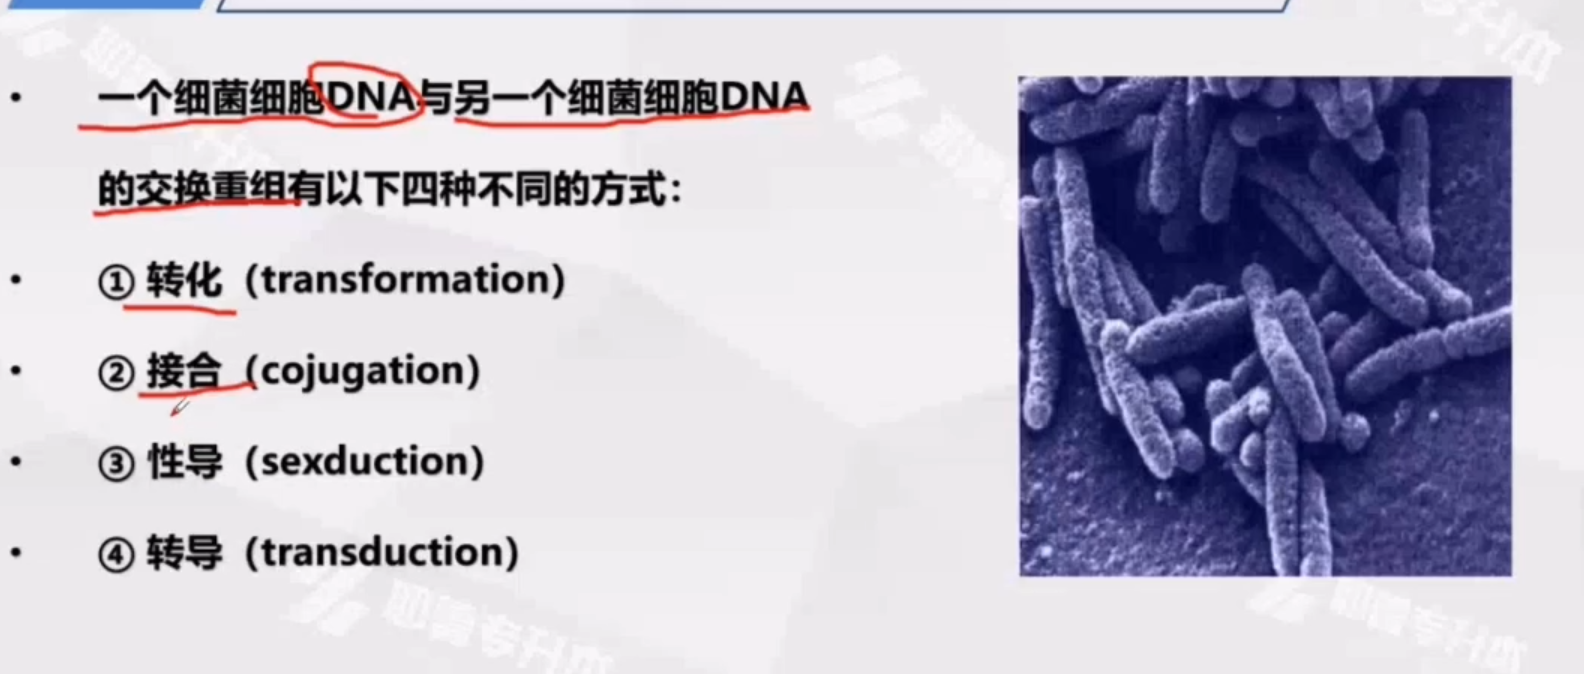 • 一个细菌细胞DNA与另一个细菌细胞DNA
的交换重组有以下四种不同的方式：
• ① 转化（transformation）
• ② 接合（cojugation）
• ③ 性导（sexduction）
• ④ 转导（transduction）